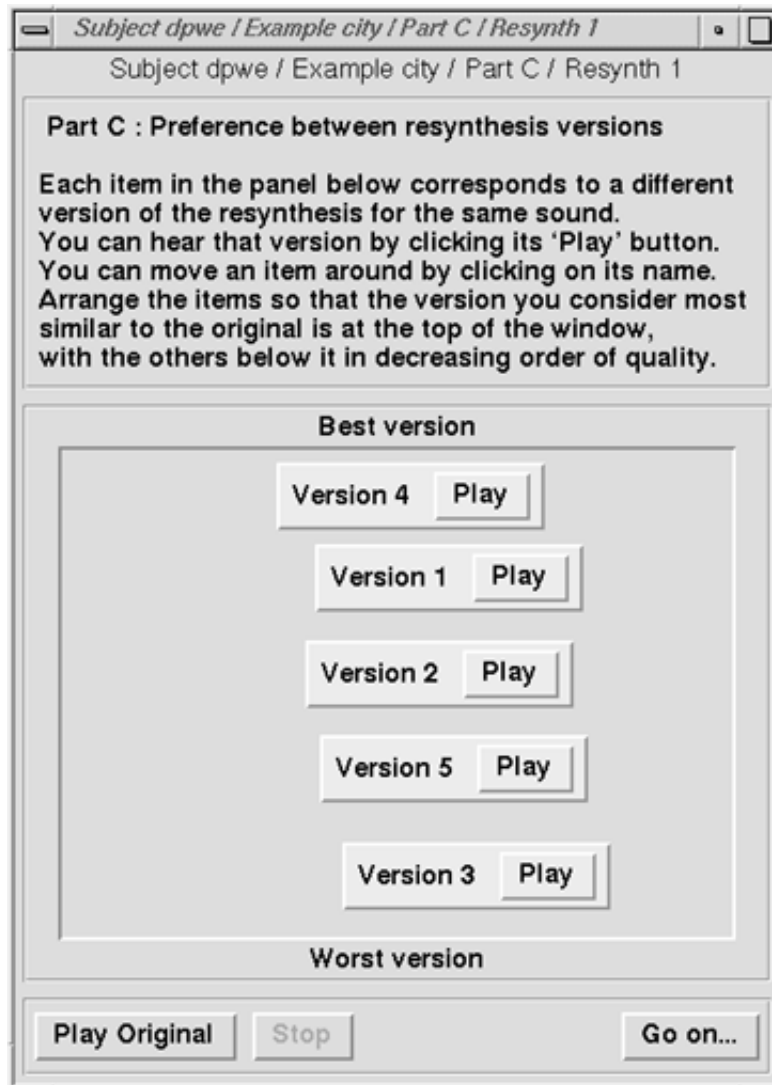 Subject dpwe / Example city / Part C / Resynth 1
Subject dpwe / Example city / Part C / Resynth 1
Part C : Preference between resynthesis versions
Each item in the panel below corresponds to a different
version of the resynthesis for the same sound.
You can hear that version by clicking its ‘Play’ button.
You can move an item around by clicking on its name.
Arrange the items so that the version you consider most
similar to the original is at the top of the window,
with the others below it in decreasing order of quality.
Best version
Version 4 Play
Version 1 Play
Version 2 Play
Version 5 Play
Version 3 Play
Worst version
Play Original Stop Go on...